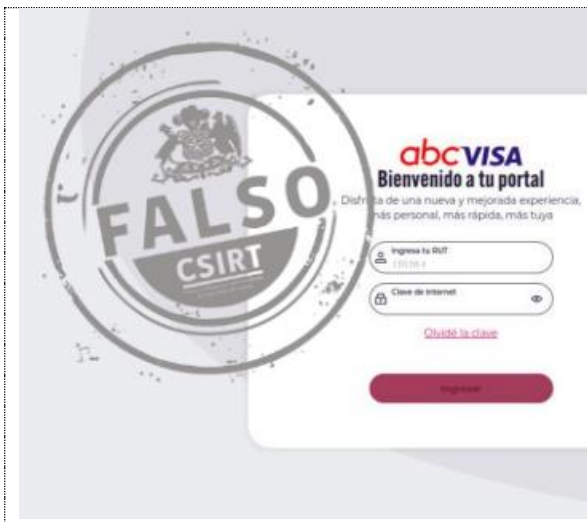 FALSO
CSIRT
abcVISA
Bienvenido a tu portal
Disfruta de una nueva y mejorada experiencia,
más personal, más rápida, más tuya
Ingresa tu RUT
Clave de Internet
Olvidé la clave
Ingresar